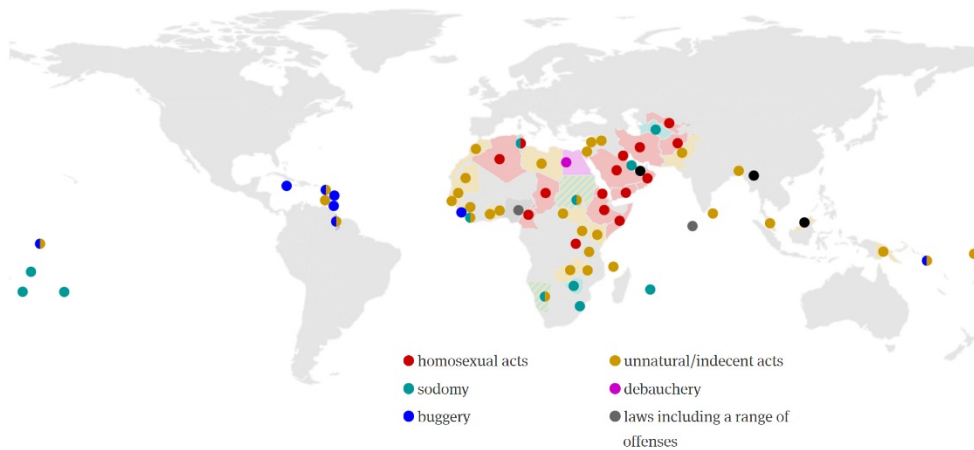 homosexual acts
unnatural/indecent acts
sodomy
debauchery
buggery
laws including a range of
offenses